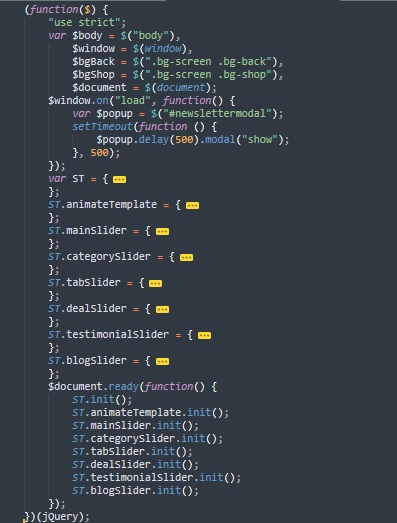 (function($) {
"use strict";
var $body = $("body"),
$window = $(window),
$bgBack = $(".bg-screen .bg-back"),
$bgShop = $(".bg-screen .bg-shop"),
$document = $(document);
$window.on("load", function() {
var $popup = $("#newslettermodal");
setTimeout(function () {
$popup.delay(500).modal("show");
}, 500);
});
var ST = {
};
ST.animateTemplate = {
};
ST.mainSlider = {
};
ST.categorySlider = {
};
ST.tabSlider = {
};
ST.dealSlider = {
};
ST.testimonialSlider = {
};
ST.blogSlider = {
};
$document.ready(function() {
ST.init();
ST.animateTemplate.init();
ST.mainSlider.init();
ST.categorySlider.init();
ST.tabSlider.init();
ST.dealSlider.init();
ST.testimonialSlider.init();
ST.blogSlider.init();
});
})(jQuery);